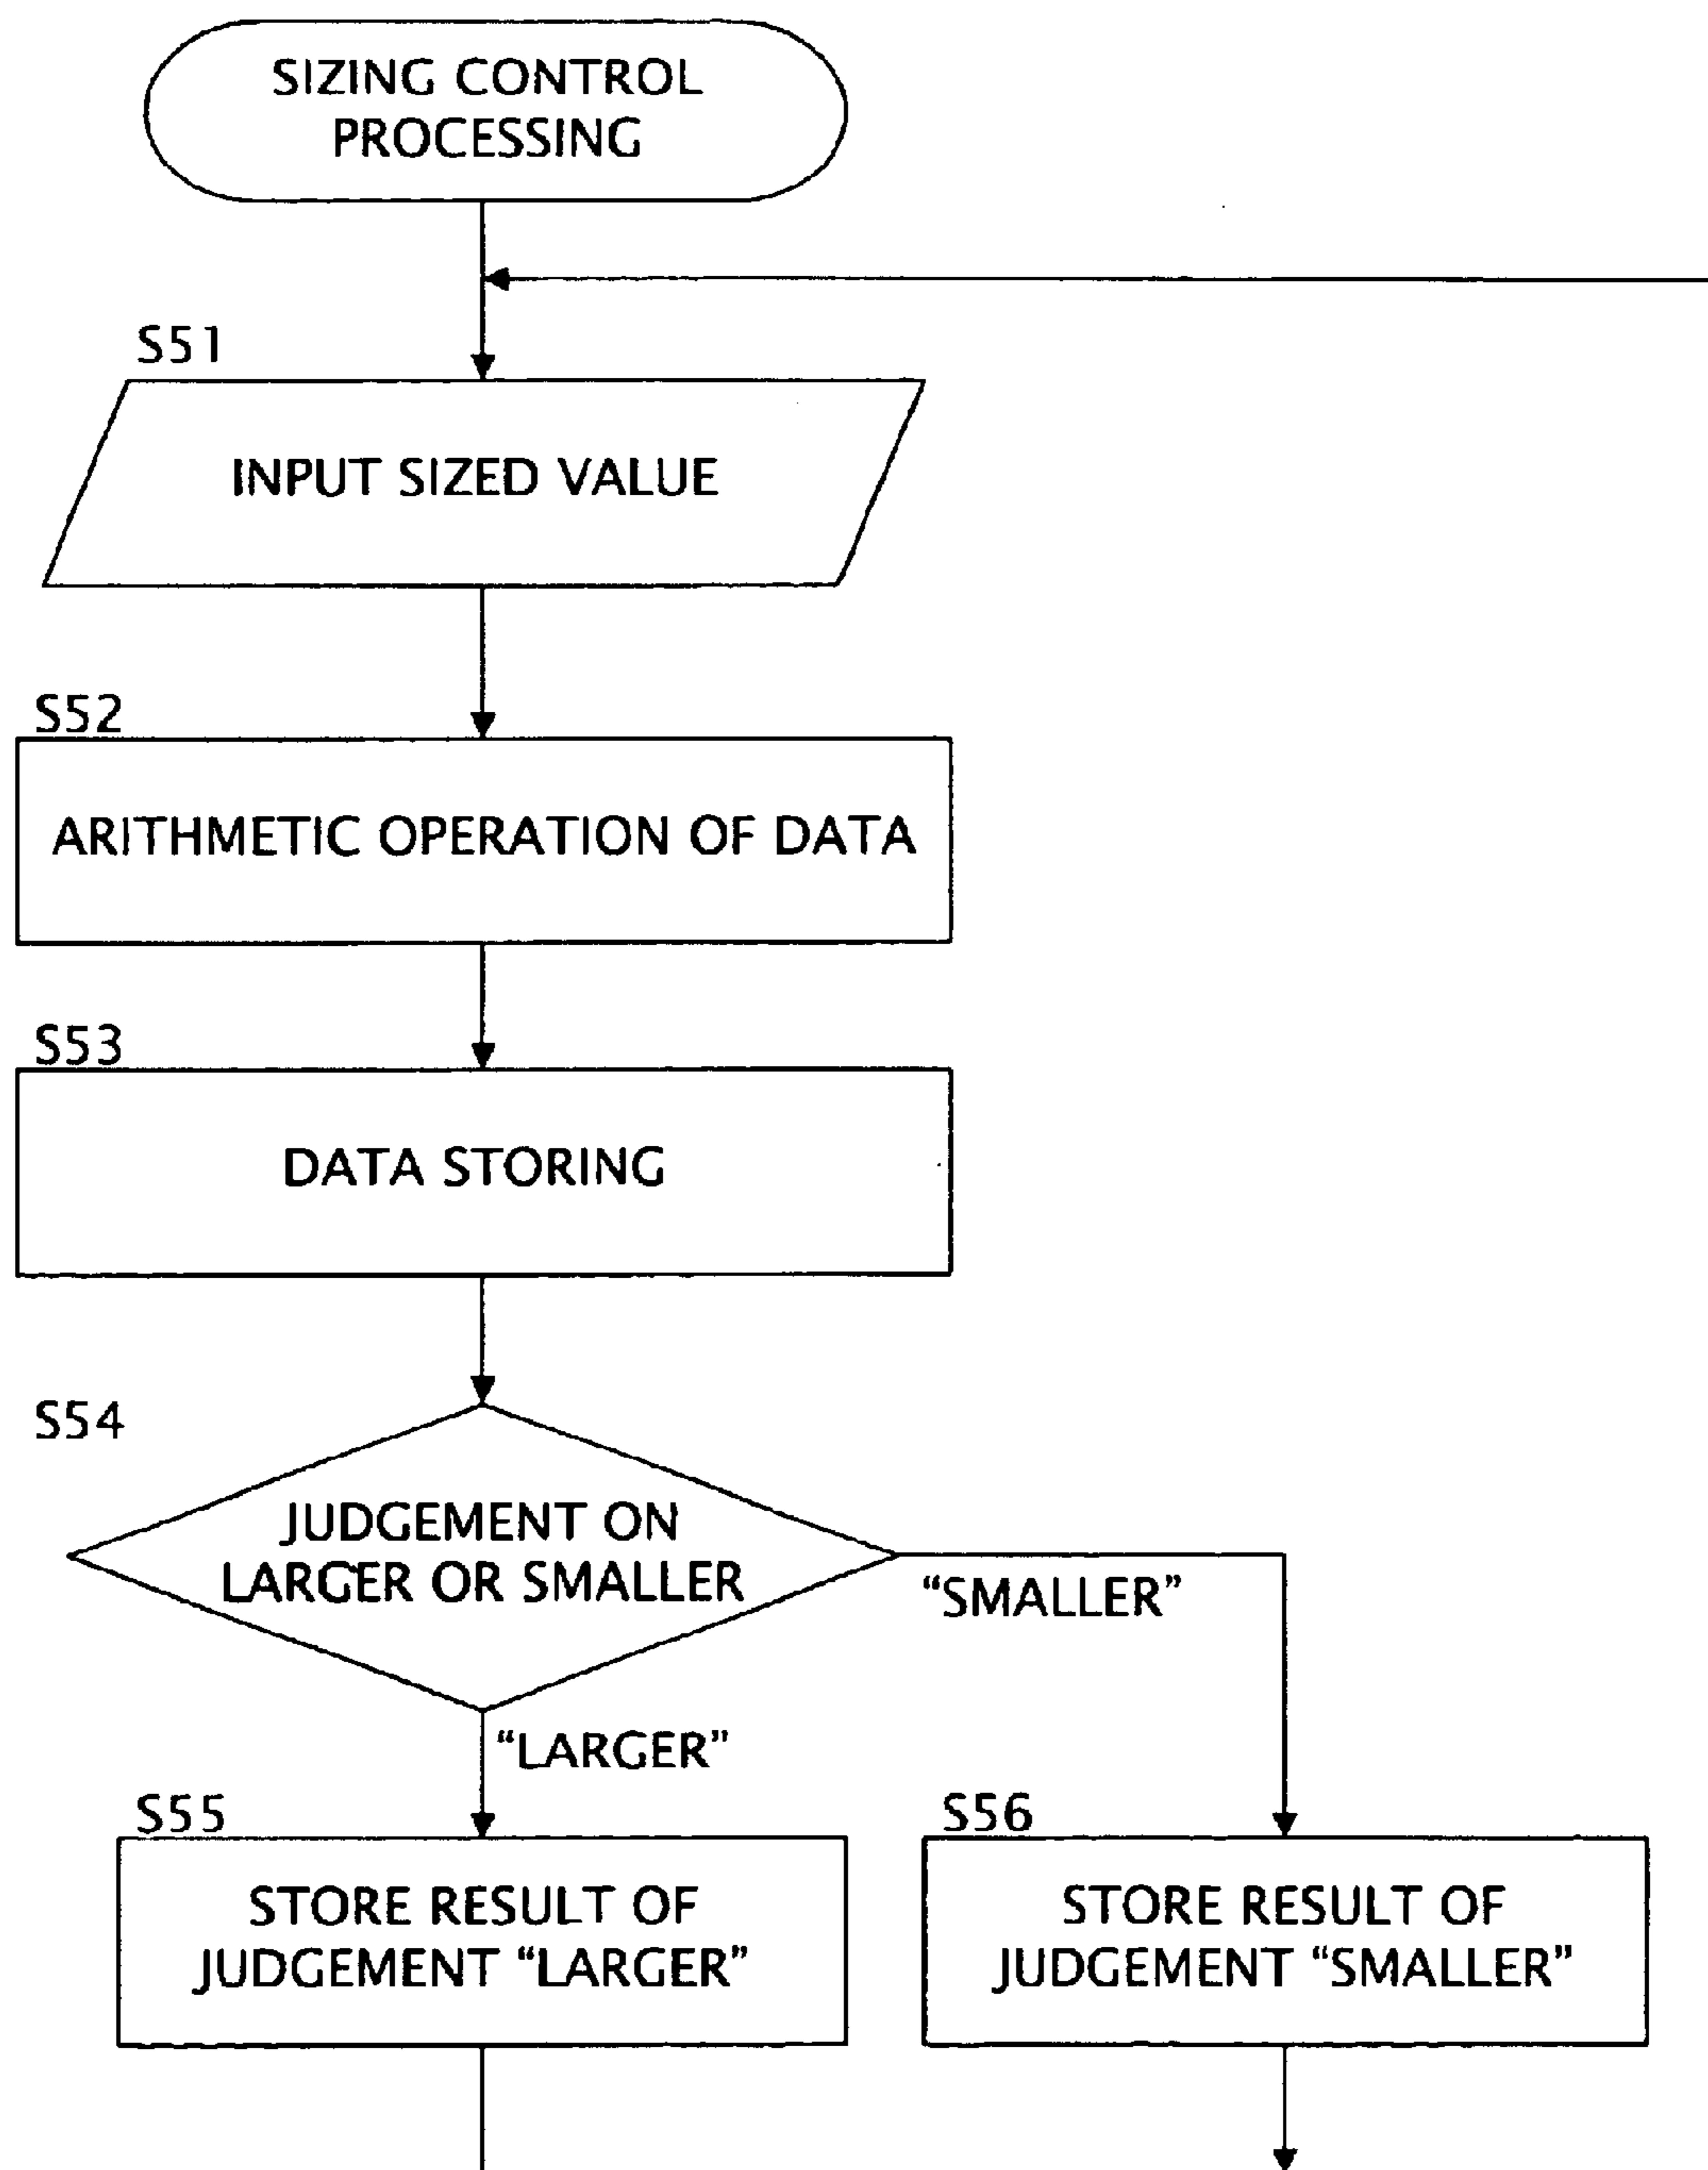 SIZING CONTROL
PROCESSING
S51
INPUT SIZED VALUE
S52
ARITHMETIC OPERATION OF DATA
S53
DATA STORING
S54
JUDGEMENT ON
LARGER OR SMALLER
“SMALLER”
“LARGER”
S55
STORE RESULT OF
JUDGEMENT “LARGER”
S56
STORE RESULT OF
JUDGEMENT “SMALLER”